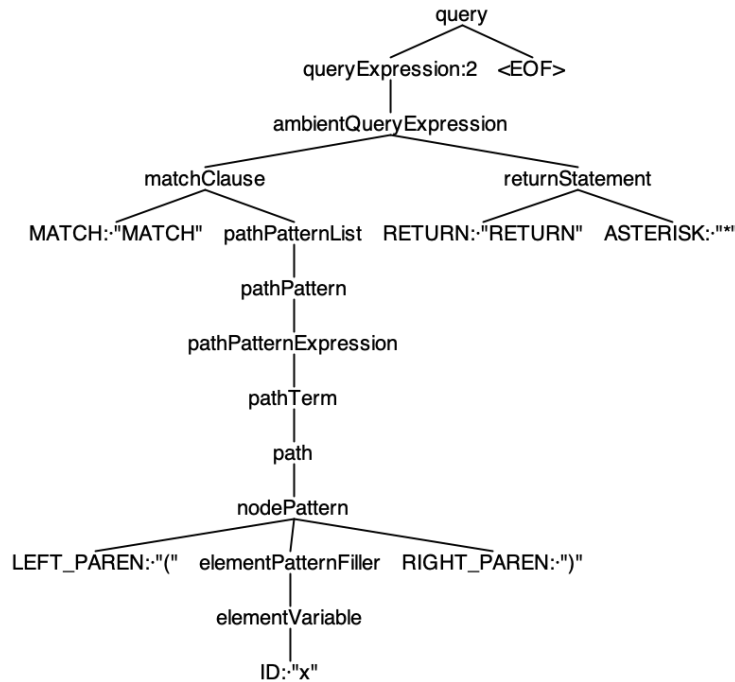 query
queryExpression:2 <EOF>
ambientQueryExpression
matchClause returnStatement
MATCH:·"MATCH" pathPatternList RETURN:·"RETURN" ASTERISK:·"*"
pathPattern
pathPatternExpression
pathTerm
path
nodePattern
LEFT_PAREN:·"(" elementPatternFiller RIGHT_PAREN:·")"
elementVariable
ID:·"x"